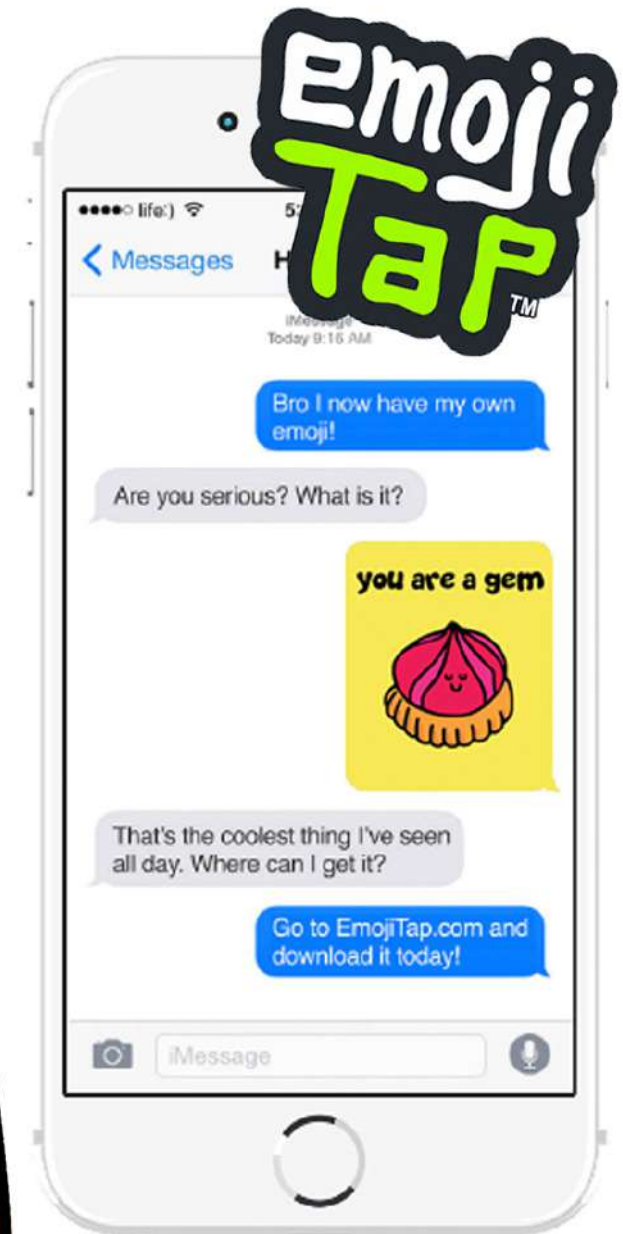 emoji
Tap
TM
life:)
Messages
iMessage
Today 9:16 AM
Bro I now have my own
emoji!
Are you serious? What is it?
you are a gem
That's the coolest thing I've seen
all day. Where can I get it?
Go to EmojiTap.com and
download it today!
iMessage